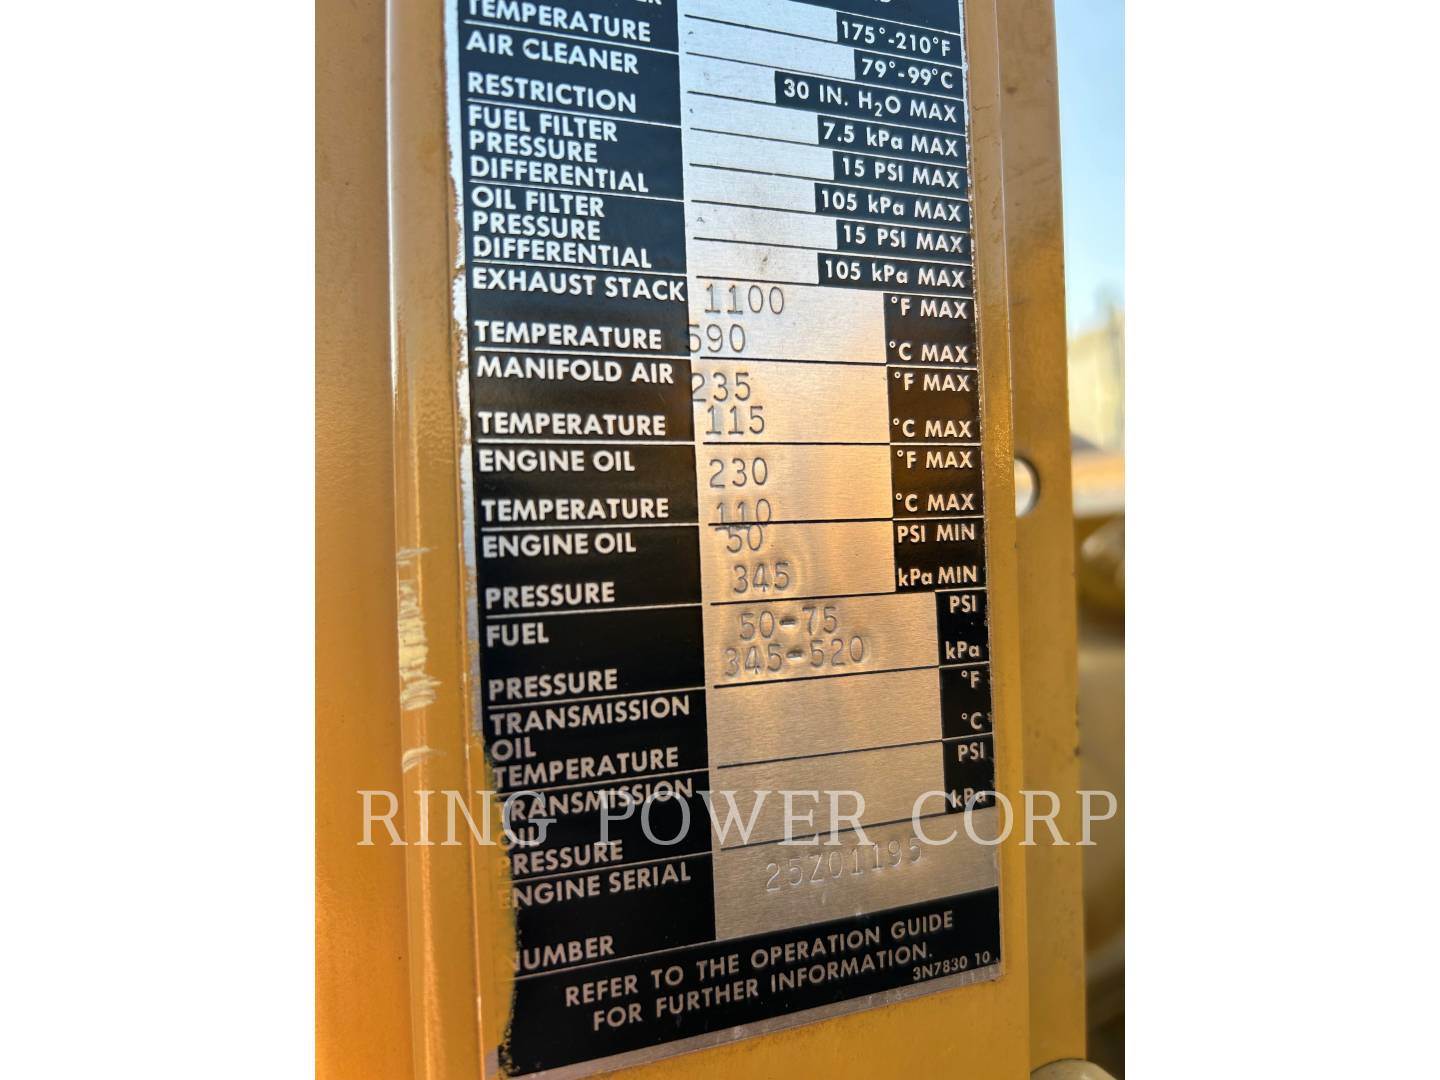 TEMPERATURE 175°-210°F
79°-99°C
AIR CLEANER
RESTRICTION 30 IN. H₂O MAX
7.5 kPa MAX
FUEL FILTER
PRESSURE 15 PSI MAX
DIFFERENTIAL 105 kPa MAX
OIL FILTER
PRESSURE 15 PSI MAX
DIFFERENTIAL 105 kPa MAX
EXHAUST STACK 1100 °F MAX
TEMPERATURE 590 °C MAX
MANIFOLD AIR 235 °F MAX
TEMPERATURE 115 °C MAX
ENGINE OIL 230 °F MAX
TEMPERATURE 110 °C MAX
ENGINE OIL 50 PSI MIN
PRESSURE 345 kPa MIN
FUEL 50-75 PSI
PRESSURE 345-520 kPa
TRANSMISSION °F
OIL
TEMPERATURE °C
TRANSMISSION PSI
OIL
PRESSURE kPa
ENGINE SERIAL 25Z01195
NUMBER
REFER TO THE OPERATION GUIDE
FOR FURTHER INFORMATION.
3N7830 10
RING POWER CORP